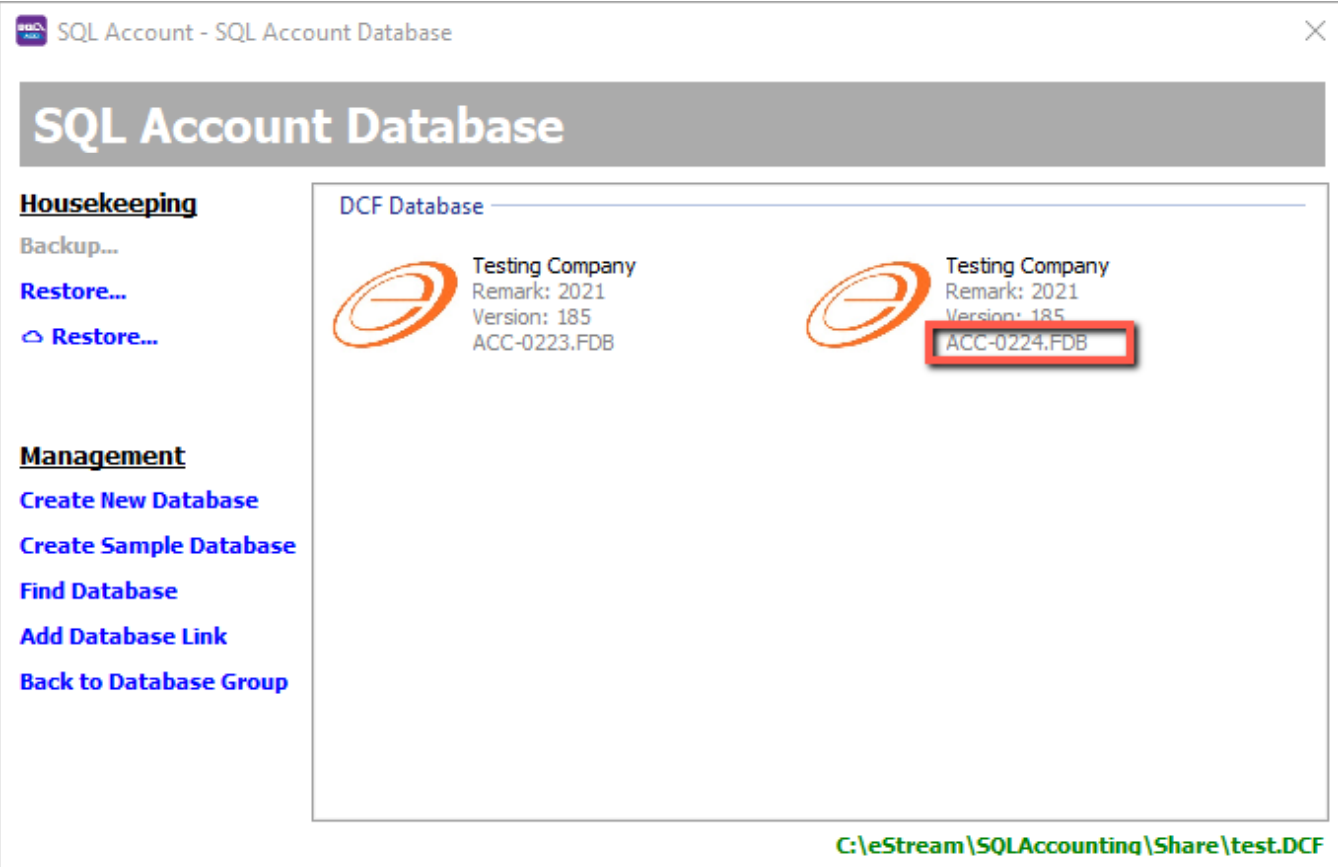 SQL Account - SQL Account Database
SQL Account Database
Housekeeping
Backup...
Restore...
Restore...
Management
Create New Database
Create Sample Database
Find Database
Add Database Link
Back to Database Group
DCF Database
Testing Company
Remark: 2021
Version: 185
ACC-0223.FDB
Testing Company
Remark: 2021
Version: 185
ACC-0224.FDB
C:\eStream\SQLAccounting\Share\test.DCF